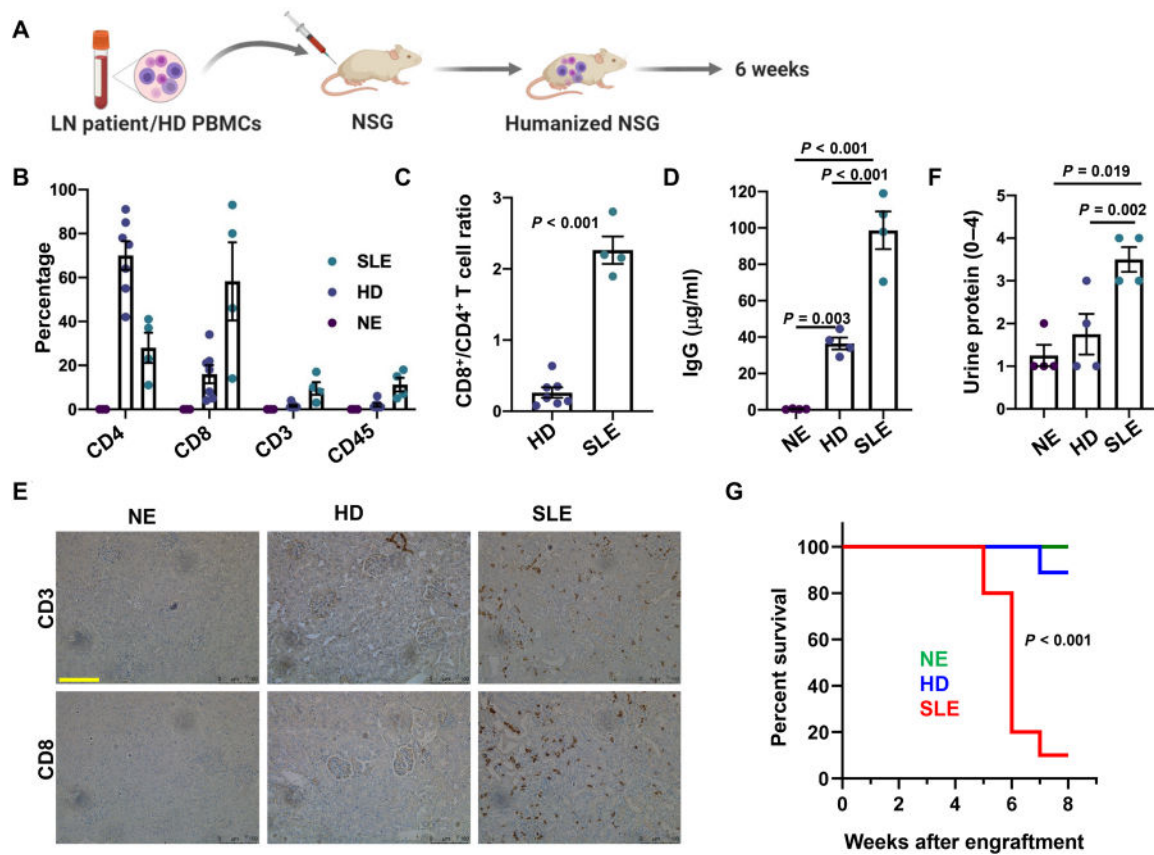 A
LN patient/HD PBMCs
NSG
Humanized NSG
6 weeks
B
Percentage
100
80
60
40
20
0
SLE
HD
NE
CD4
CD8
CD3
CD45
C
CD8+/CD4+ T cell ratio
3
2
1
0
P < 0.001
HD
SLE
D
P < 0.001
P < 0.001
P = 0.003
IgG (μg/ml)
120
100
80
60
40
20
0
NE
HD
SLE
F
P = 0.019
P = 0.002
Urine protein (0–4)
5
4
3
2
1
0
NE
HD
SLE
E
NE
HD
SLE
CD3
CD8
G
Percent survival
100
80
60
40
20
0
P < 0.001
NE
HD
SLE
0
2
4
6
8
Weeks after engraftment